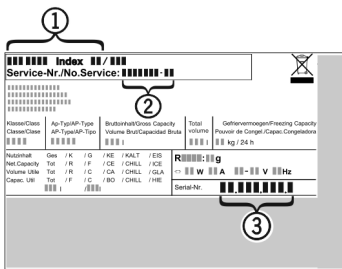 1
Index /
Service-Nr./No.Service: -
2
Klasse/Class Ap-Typ/AP-Type Bruttoinhalt/Gross Capacity Total Gefriervermoegen/Freezing Capacity
Classe/Clase AP-Type/AP-Tipo Volume Brut/Capacidad Bruta volume Pouvoir de Congel./Capac.Congeladora
l l kg / 24 h
Nutzinhalt Ges / K / G / KE / KALT / EIS
Net.Capacity Tot / R / F / CE / CHILL / ICE
Volume Utile Tot / R / C / CA / CHILL / GLA
Capac. Util Tot / F / C / BO / CHILL / HIE
l / l
R : g
W A - V Hz
Serial-Nr. . . .
3